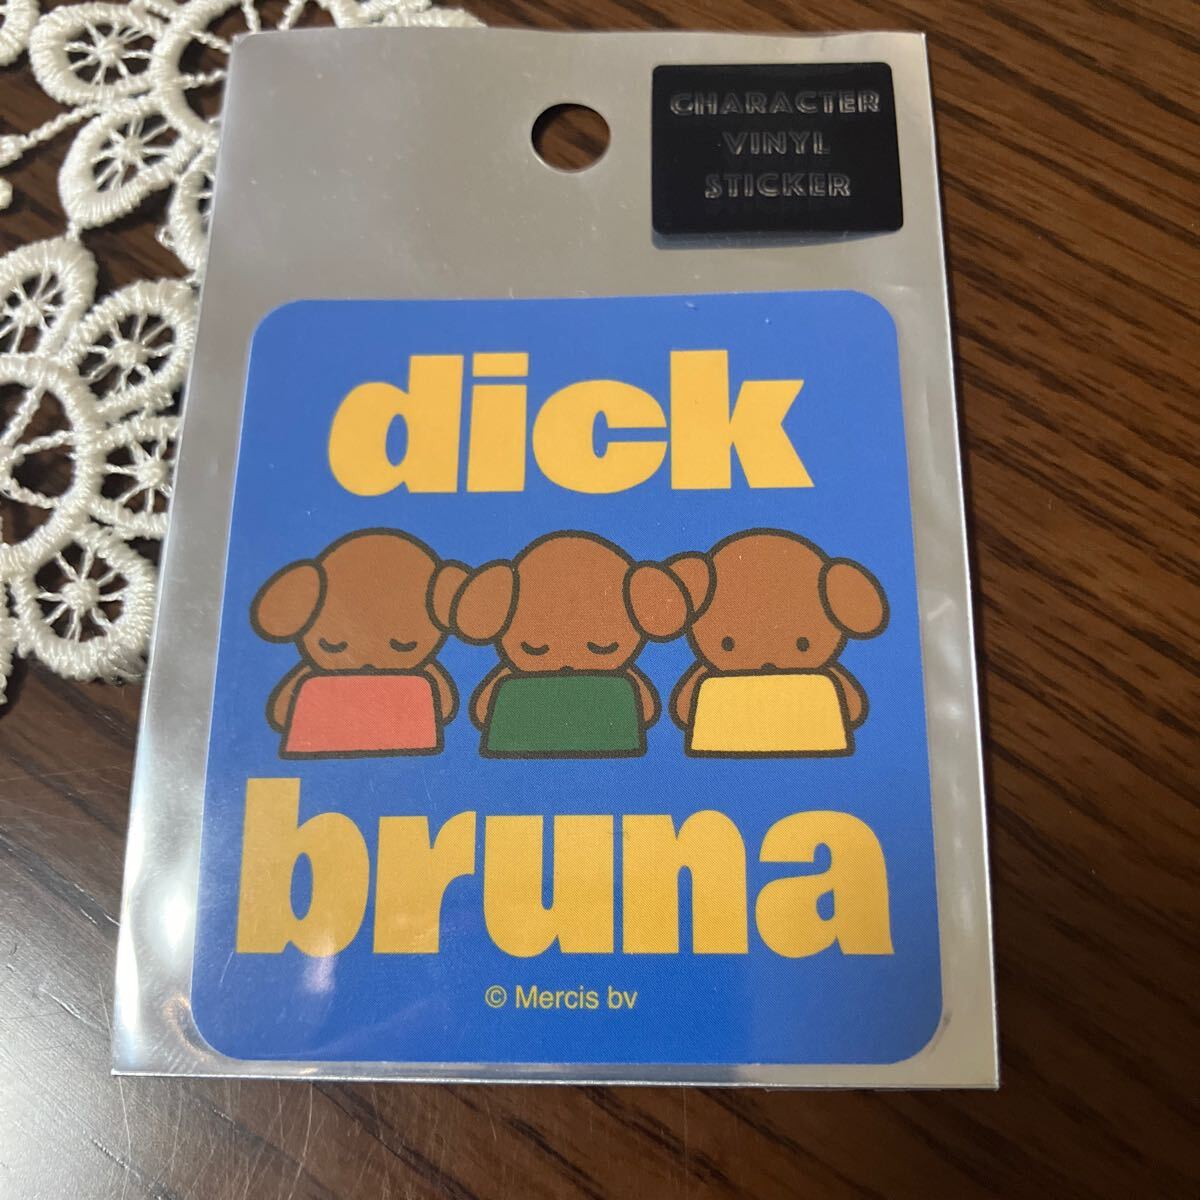 CHARACTER
VINYL
STICKER
dick
bruna
© Mercis bv